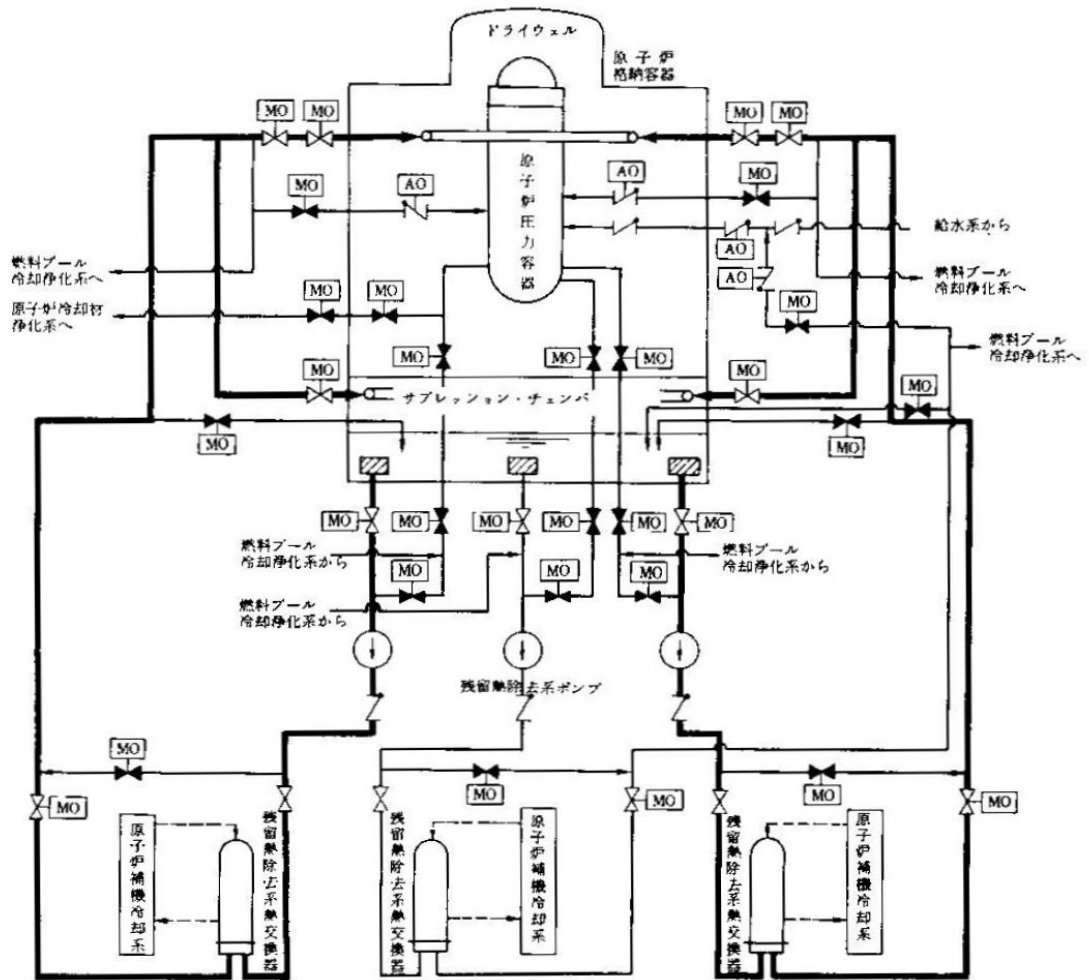 ドライウェル
原子炉
格納容器
MO
MO
MO
MO
原子炉圧力容器
MO
AO
AO
MO
給水系から
AO
燃料プール
冷却浄化系へ
燃料プール
冷却浄化系へ
AO
MO
原子炉冷却材
浄化系へ
MO
MO
燃料プール
冷却浄化系へ
MO
MO
MO
MO
MO
MO
サプレッション・チェンバ
MO
MO
MO
MO
MO
MO
MO
MO
燃料プール
冷却浄化系から
燃料プール
冷却浄化系から
MO
MO
MO
燃料プール
冷却浄化系から
残留熱除去系ポンプ
MO
MO
MO
MO
MO
MO
原子炉補機冷却系
残留熱除去系熱交換器
残留熱除去系熱交換器
原子炉補機冷却系
残留熱除去系熱交換器
原子炉補機冷却系